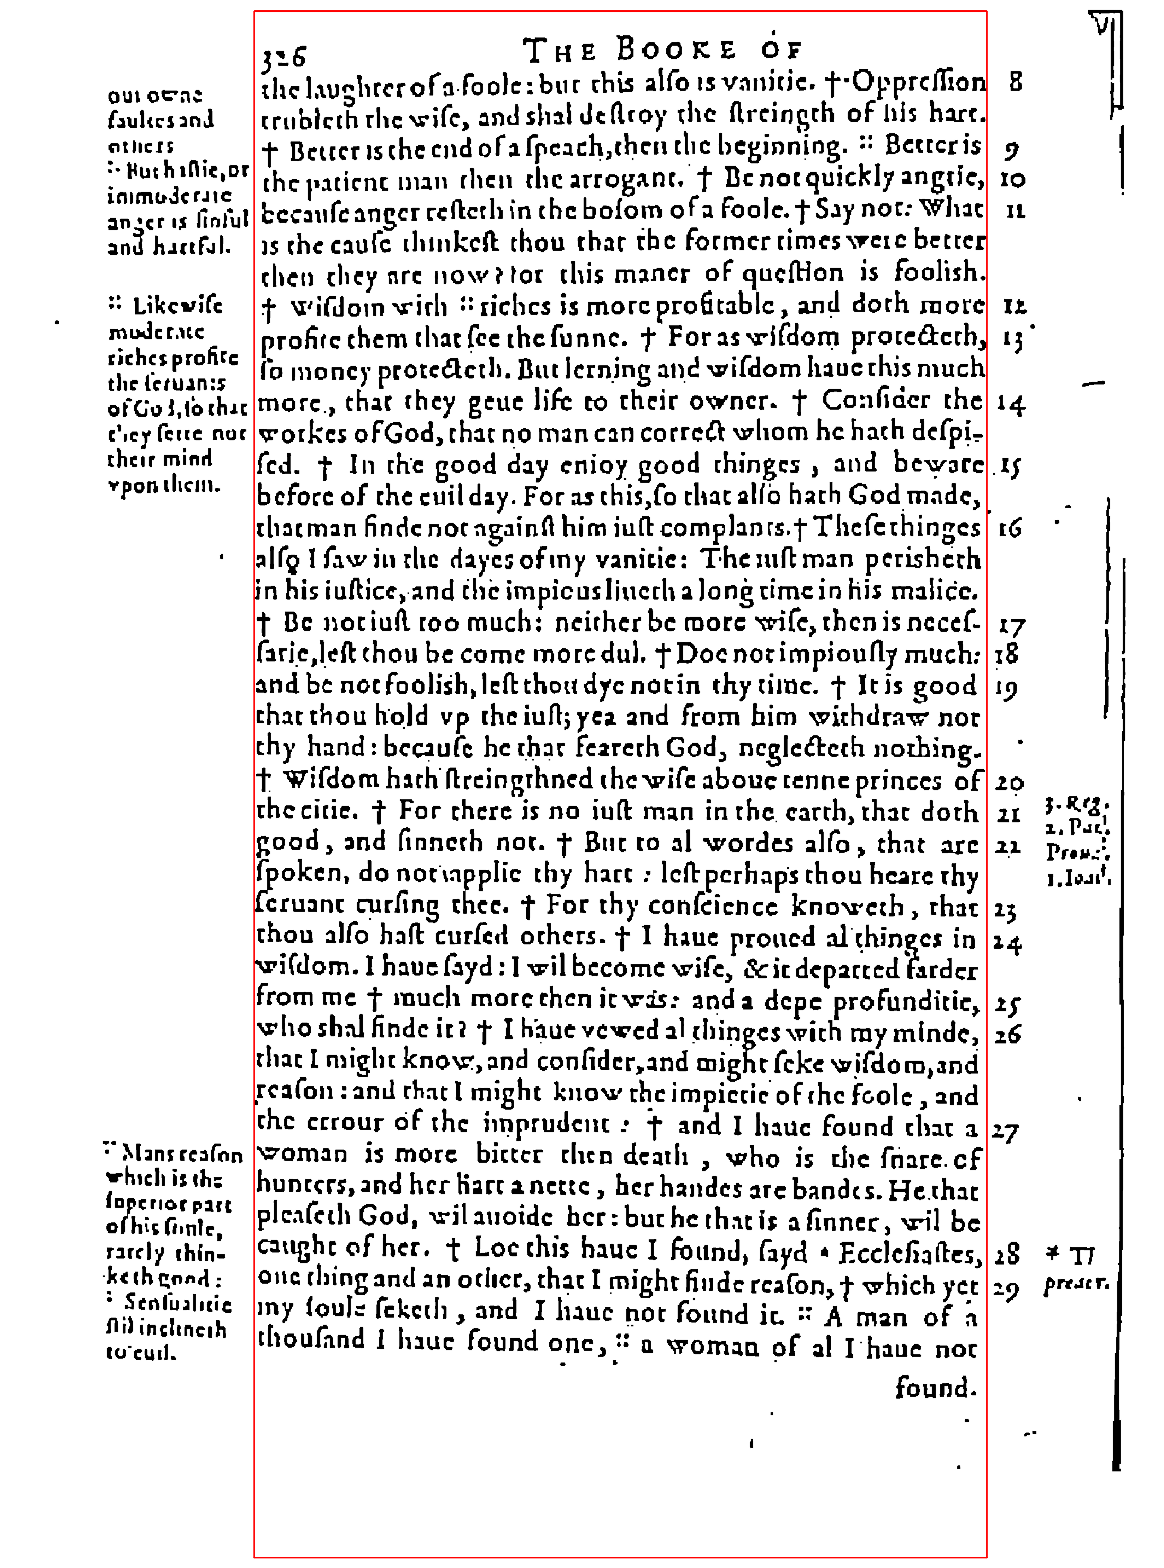 326 THE BOOKE OF
the laughter of a foole: but this alſo is vanitie. † Oppreſſion 8
trubleth the wiſe, and shal deſtroy the ſtreingth of his hart.
† Better is the end of a ſpeach, then the beginning. :: Better is 9
the patient man then the arrogant. † Be not quickly angrie, 10
becauſe anger reſteth in the boſom of a foole. † Say not: What 11
is the cauſe thinkeſt thou that the former times were better
then they are now? for this maner of queſtion is foolish.
† Wiſdom with :: riches is more profitable, and doth more 12
profite them that ſee the ſunne. † For as wiſdom protecteth, 13
ſo money protecteth. But lerning and wiſdom haue this much
more, that they geue life to their owner. † Conſider the 14
workes of God, that no man can correct whom he hath deſpi-
ſed. † In the good day enioy good thinges, and beware 15
before of the euil day. For as this, ſo that alſo hath God made,
that man finde not againſt him iuſt complants. † Theſe thinges 16
alſo I ſaw in the dayes of my vanitie: The iuſt man perisheth
in his iuſtice, and the impious liueth a long time in his malice.
† Be not iuſt too much: neither be more wiſe, then is neceſ- 17
ſarie, leſt thou be come more dul. † Doe not impiouſly much: 18
and be not foolish, leſt thou dye not in thy time. † It is good 19
that thou hold vp the iuſt; yea and from him withdraw not
thy hand: becauſe he that feareth God, neglecteth nothing.
† Wiſdom hath ſtreingthned the wiſe aboue tenne princes of 20
the citie. † For there is no iuſt man in the earth, that doth 21
good, and ſinneth not. † But to al wordes alſo, that are 22
ſpoken, do not applie thy hart: leſt perhaps thou heare thy
ſeruant curſing thee. † For thy conſcience knoweth, that 23
thou alſo haſt curſed others. † I haue proued al thinges in 24
wiſdom. I haue ſayd: I wil become wiſe, & it departed farder
from me † much more then it was: and a depe profunditie, 25
who shal finde it? † I haue vewed al thinges with my minde, 26
that I might know, and conſider, and might ſeke wiſdom, and
reaſon: and that I might know the impietie of the foole, and
the errour of the imprudent: † and I haue found that a 27
woman is more bitter then death, who is the ſnare of
hunters, and her hart a nette, her handes are bandes. He that
pleaſeth God, wil auoide her: but he that is a ſinner, wil be
caught of her. † Loe this haue I found, ſayd * Eccleſiaſtes, 28
one thing and an other, that I might finde reaſon, † which yet 29
my ſoule ſeketh, and I haue not found it. :: A man of a
thouſand I haue found one, :: a woman of al I haue not
found.
our owne
faultes and
others
:: But haſtie, or
immoderate
anger is ſinful
and hartful.
:: Likewiſe
moderate
riches profite
the ſeruants
of God, ſo that
they ſette not
their mind
vpon them.
:: Mans reaſon
which is the
ſuperior part
of his ſoule,
rarely thin-
keth good:
:: Senſualitie
ſtil inclineth
to euil.
3. Reg.
2. Par.
Prou.
1. Ioan.
*
preacr.